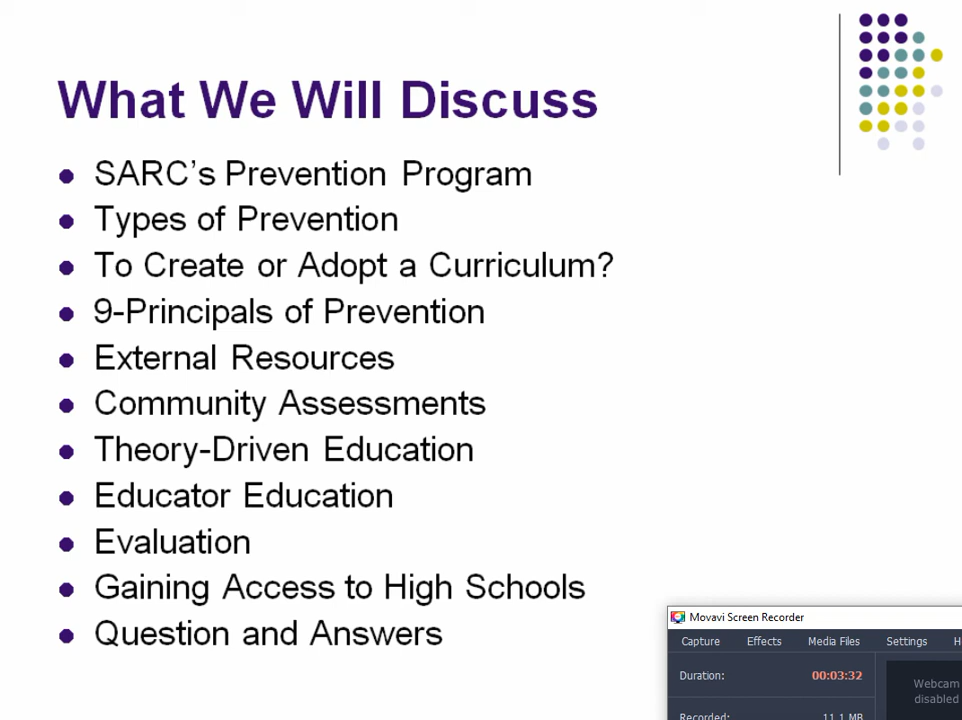 What We Will Discuss
SARC's Prevention Program
Types of Prevention
To Create or Adopt a Curriculum?
9-Principals of Prevention
External Resources
Community Assessments
Theory-Driven Education
Educator Education
Evaluation
Gaining Access to High Schools
Question and Answers
Movavi Screen Recorder
Capture Effects Media Files Settings
Duration: 00:03:32
Webcam
disabled
Recorded: 11.1 MB